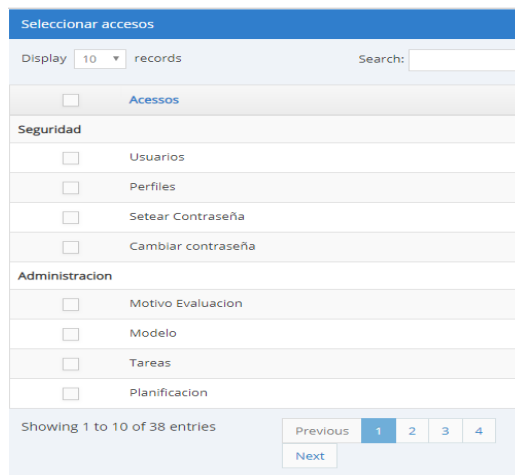 Seleccionar accesos
Display 10 records Search:
Acessos
Seguridad
Usuarios
Perfiles
Setear Contraseña
Cambiar contraseña
Administracion
Motivo Evaluacion
Modelo
Tareas
Planificacion
Showing 1 to 10 of 38 entries
Previous 1 2 3 4
Next